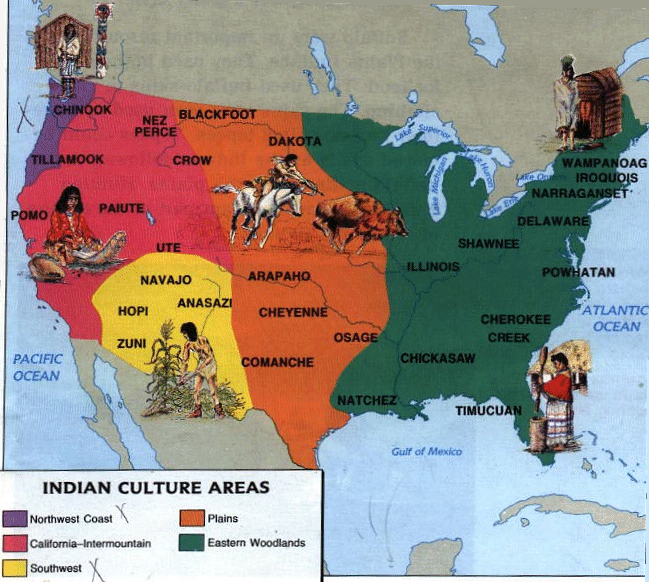 CHINOOK
NEZ
PERCE
BLACKFOOT
DAKOTA
TILLAMOOK
CROW
Lake Superior
Lake Michigan
Lake Huron
Lake Erie
WAMPANOAG
IROQUOIS
NARRAGANSET
POMO
PAIUTE
DELAWARE
UTE
SHAWNEE
ILLINOIS
POWHATAN
NAVAJO
ARAPAHO
ANASAZI
HOPI
CHEYENNE
CHEROKEE
ATLANTIC
OCEAN
ZUNI
OSAGE
CREEK
PACIFIC
OCEAN
COMANCHE
CHICKASAW
NATCHEZ
TIMUCUAN
Gulf of Mexico
INDIAN CULTURE AREAS
Northwest Coast
Plains
California–Intermountain
Eastern Woodlands
Southwest